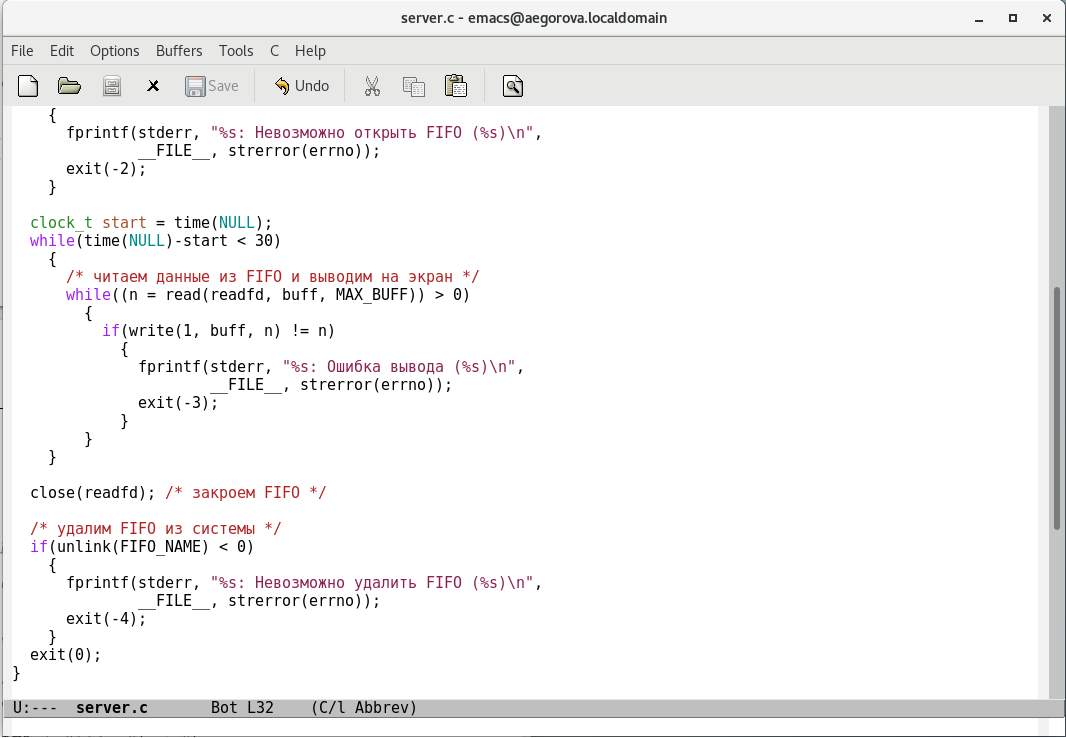 server.c - emacs@aegorova.localdomain
File Edit Options Buffers Tools C Help
Save Undo
{
fprintf(stderr, "%s: Невозможно открыть FIFO (%s)\n",
__FILE__, strerror(errno));
exit(-2);
}
clock_t start = time(NULL);
while(time(NULL)-start < 30)
{
/* читаем данные из FIFO и выводим на экран */
while((n = read(readfd, buff, MAX_BUFF)) > 0)
{
if(write(1, buff, n) != n)
{
fprintf(stderr, "%s: Ошибка вывода (%s)\n",
__FILE__, strerror(errno));
exit(-3);
}
}
}
close(readfd); /* закроем FIFO */
/* удалим FIFO из системы */
if(unlink(FIFO_NAME) < 0)
{
fprintf(stderr, "%s: Невозможно удалить FIFO (%s)\n",
__FILE__, strerror(errno));
exit(-4);
}
exit(0);
}
U:--- server.c Bot L32 (C/l Abbrev)